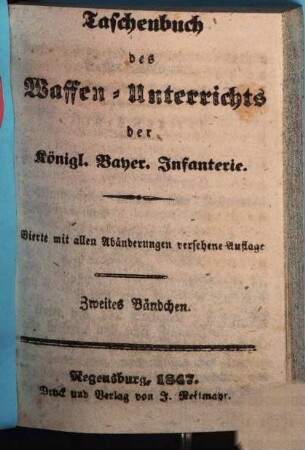 Taschenbuch
des
Waffen-Unterrichts
der
Königl. Bayer. Infanterie.
Vierte mit allen Abänderungen versehene Auflage
Zweites Bändchen.
Regensburg, 1847.
Druck und Verlag von J. Reitmayr.